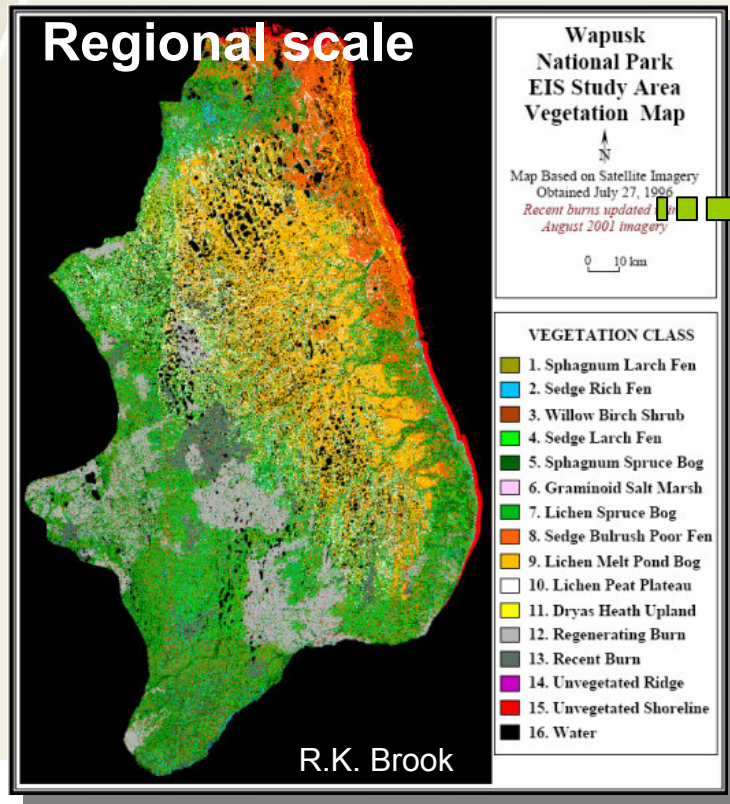 Regional scale
Wapusk
National Park
EIS Study Area
Vegetation Map
N
Map Based on Satellite Imagery
Obtained July 27, 1996
Recent burns updated
August 2001 imagery
0 10 km
VEGETATION CLASS
1. Sphagnum Larch Fen
2. Sedge Rich Fen
3. Willow Birch Shrub
4. Sedge Larch Fen
5. Sphagnum Spruce Bog
6. Graminoid Salt Marsh
7. Lichen Spruce Bog
8. Sedge Bulrush Poor Fen
9. Lichen Melt Pond Bog
10. Lichen Peat Plateau
11. Dryas Heath Upland
12. Regenerating Burn
13. Recent Burn
14. Unvegetated Ridge
15. Unvegetated Shoreline
16. Water
R.K. Brook